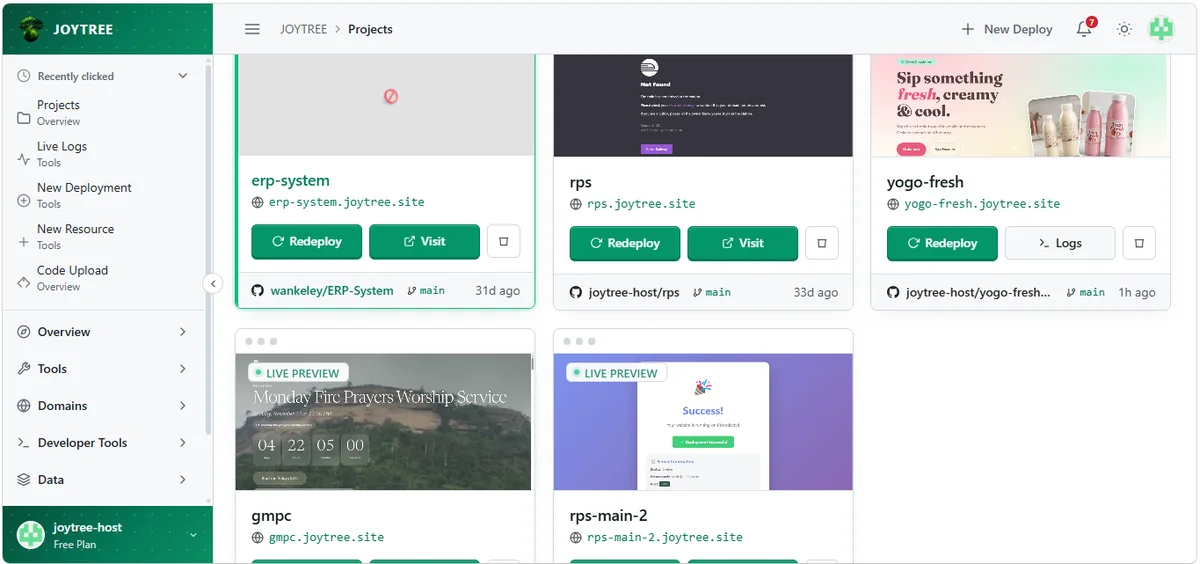 JOYTREE
JOYTREE > Projects
New Deploy
7
Recently clicked
Projects
Overview
Live Logs
Tools
New Deployment
Tools
New Resource
Tools
Code Upload
Overview
Overview
Tools
Domains
Developer Tools
Data
joytree-host
Free Plan
erp-system
erp-system.joytree.site
Redeploy
Visit
wankeley/ERP-System
main
31d ago
Not Found
rps
rps.joytree.site
Redeploy
Visit
joytree-host/rps
main
33d ago
Sip something
fresh, creamy
& cool.
yogo-fresh
yogo-fresh.joytree.site
Redeploy
Logs
joytree-host/yogo-fresh...
main
1h ago
LIVE PREVIEW
Monday Fire Prayers Worship Service
04 22 05 00
gmpc
gmpc.joytree.site
LIVE PREVIEW
Success!
Deployment Successful
rps-main-2
rps-main-2.joytree.site